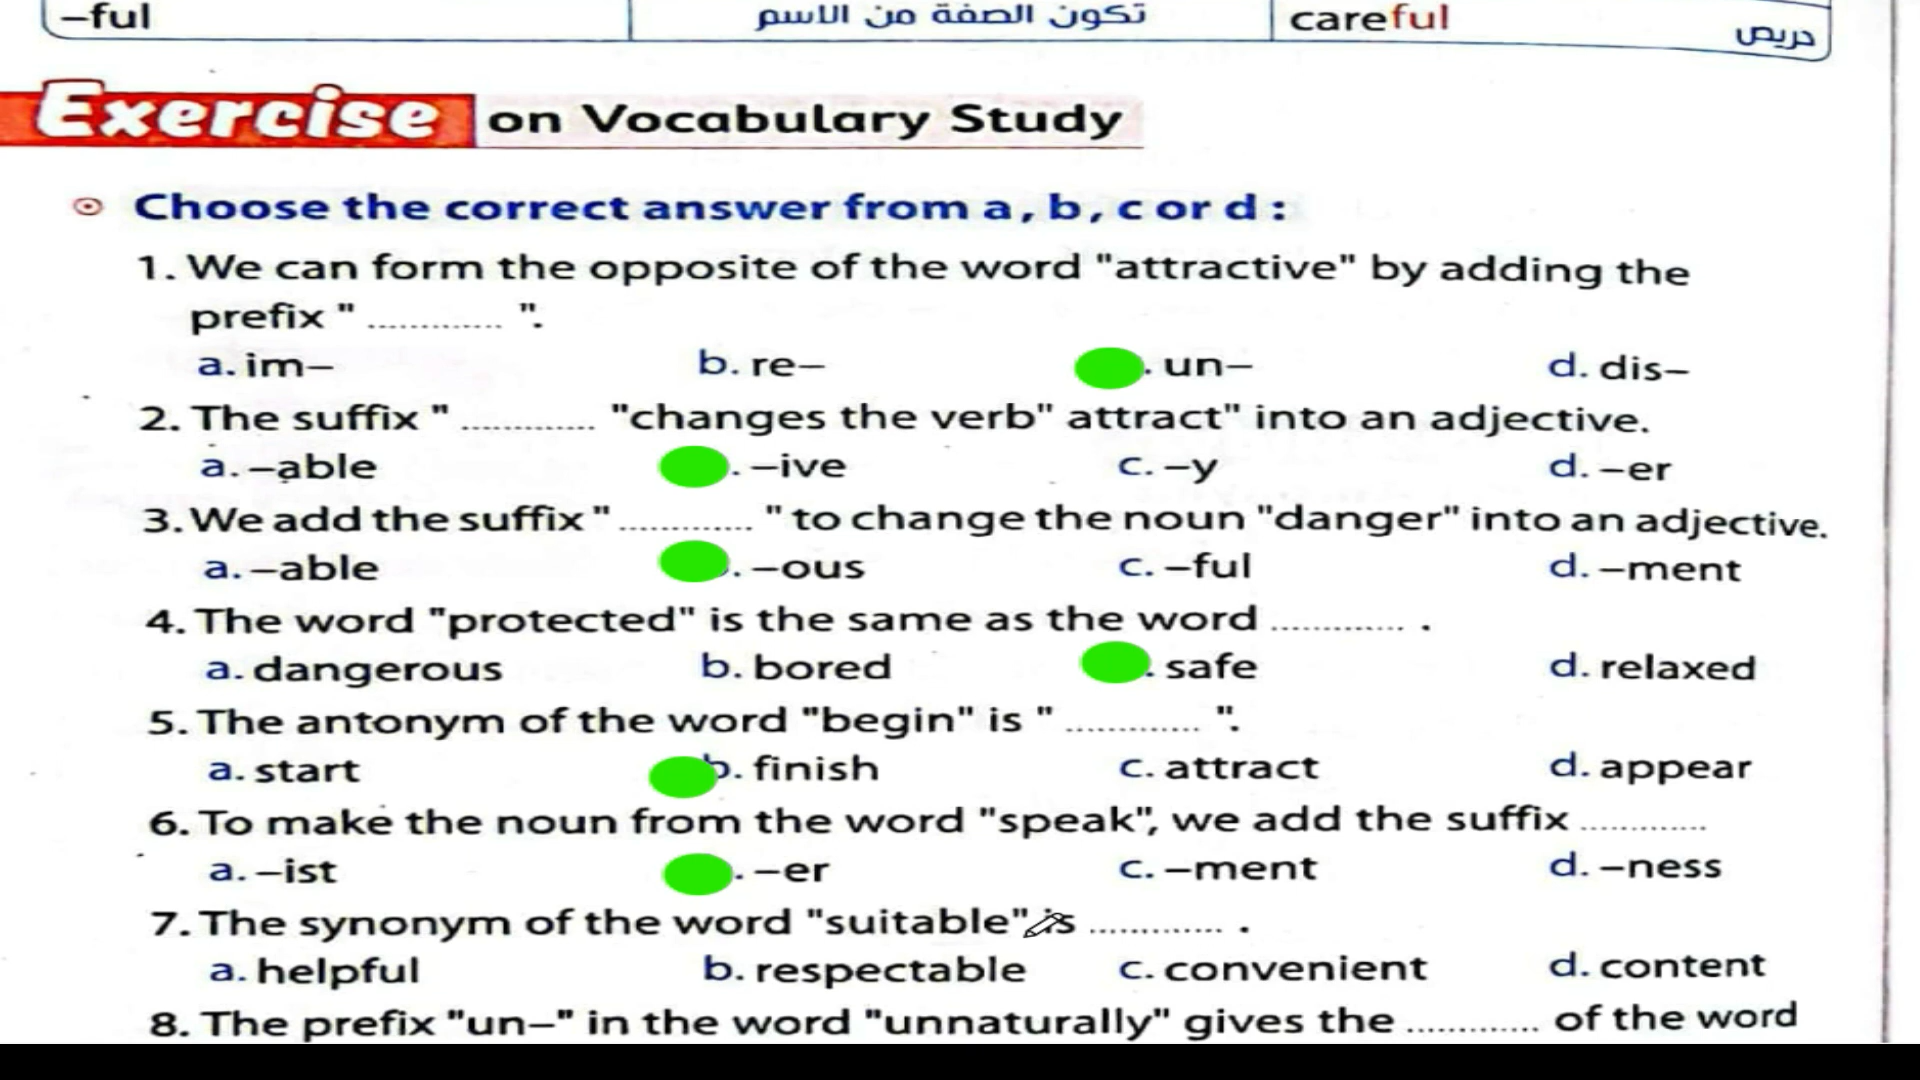 –ful تكون الصفة من الاسم careful حريص
Exercise on Vocabulary Study
Choose the correct answer from a , b , c or d :
1. We can form the opposite of the word "attractive" by adding the
prefix " ............. ".
a. im– b. re– . un– d. dis–
2. The suffix " ............. "changes the verb" attract" into an adjective.
a. –able . –ive c. –y d. –er
3. We add the suffix " ............. " to change the noun "danger" into an adjective.
a. –able . –ous c. –ful d. –ment
4. The word "protected" is the same as the word ............. .
a. dangerous b. bored . safe d. relaxed
5. The antonym of the word "begin" is " ............. ".
a. start b. finish c. attract d. appear
6. To make the noun from the word "speak", we add the suffix .............
a. –ist . –er c. –ment d. –ness
7. The synonym of the word "suitable" is ............. .
a. helpful b. respectable c. convenient d. content
8. The prefix "un–" in the word "unnaturally" gives the ............. of the word